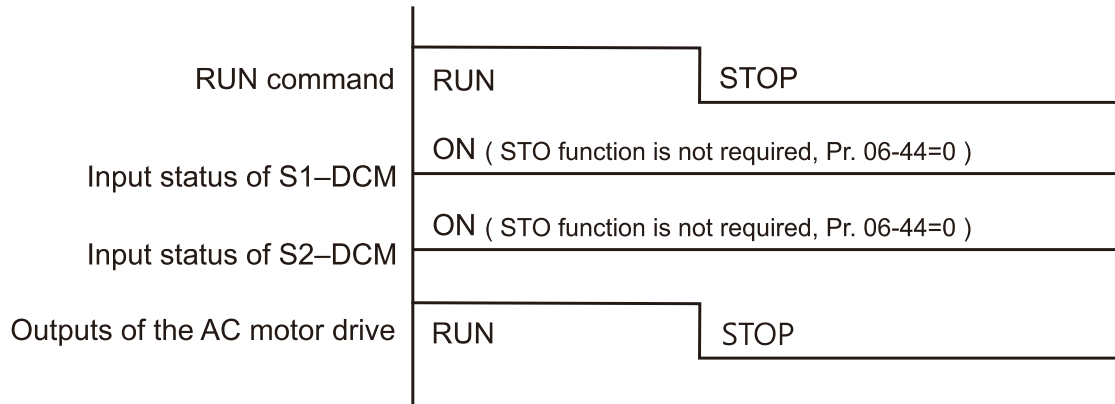 RUN command
RUN
STOP
Input status of S1–DCM
ON ( STO function is not required, Pr. 06-44=0 )
Input status of S2–DCM
ON ( STO function is not required, Pr. 06-44=0 )
Outputs of the AC motor drive
RUN
STOP